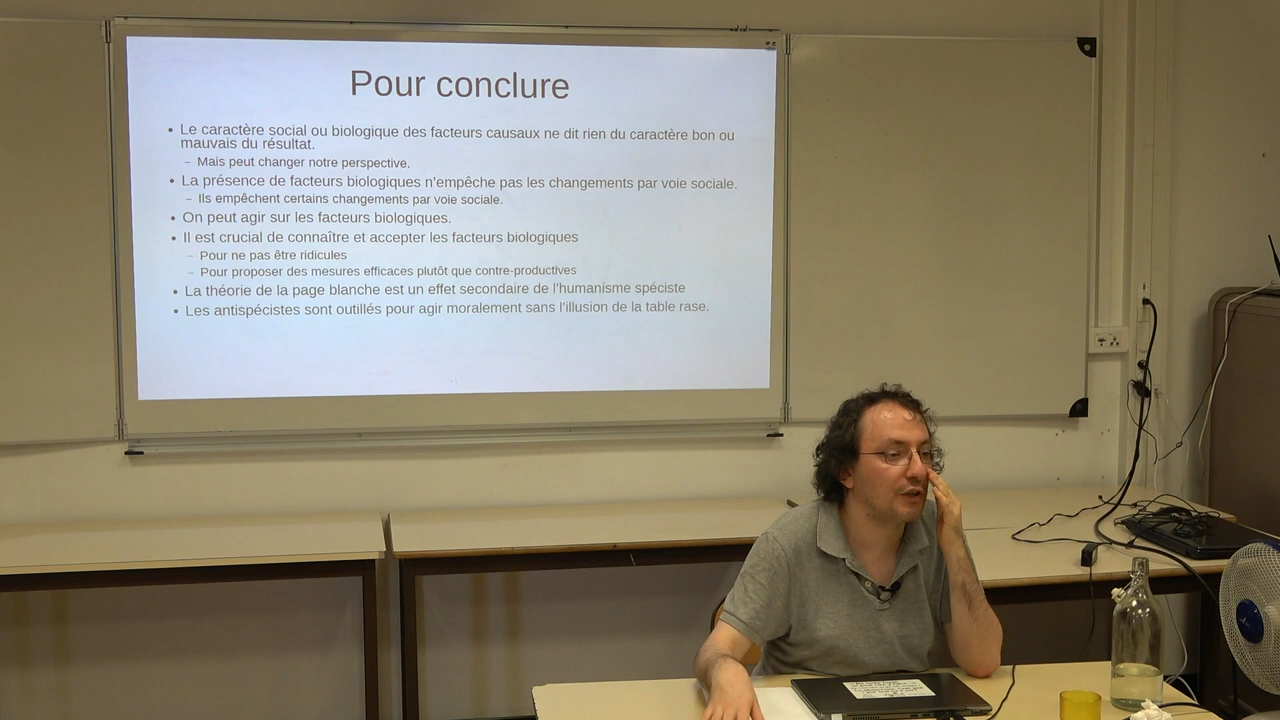 Pour conclure
• Le caractère social ou biologique des facteurs causaux ne dit rien du caractère bon ou
mauvais du résultat.
– Mais peut changer notre perspective.
• La présence de facteurs biologiques n'empêche pas les changements par voie sociale.
– Ils empêchent certains changements par voie sociale.
• On peut agir sur les facteurs biologiques.
• Il est crucial de connaître et accepter les facteurs biologiques
– Pour ne pas être ridicules
– Pour proposer des mesures efficaces plutôt que contre-productives
• La théorie de la page blanche est un effet secondaire de l'humanisme spéciste
• Les antispécistes sont outillés pour agir moralement sans l'illusion de la table rase.